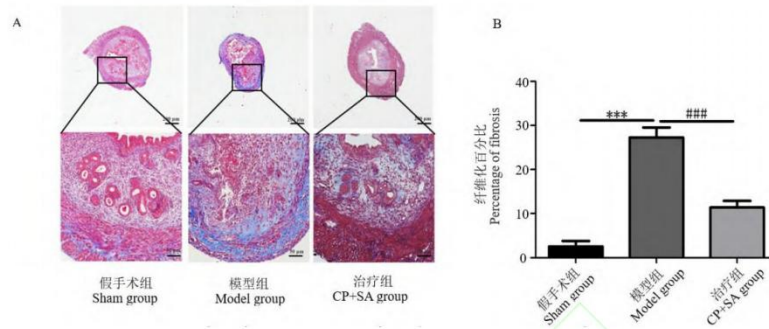 A
B
假手术组
Sham group
模型组
Model group
治疗组
CP+SA group
纤维化百分比
Percentage of fibrosis
40
30
20
10
0
***
###
假手术组
Sham group
模型组
Model group
治疗组
CP+SA group